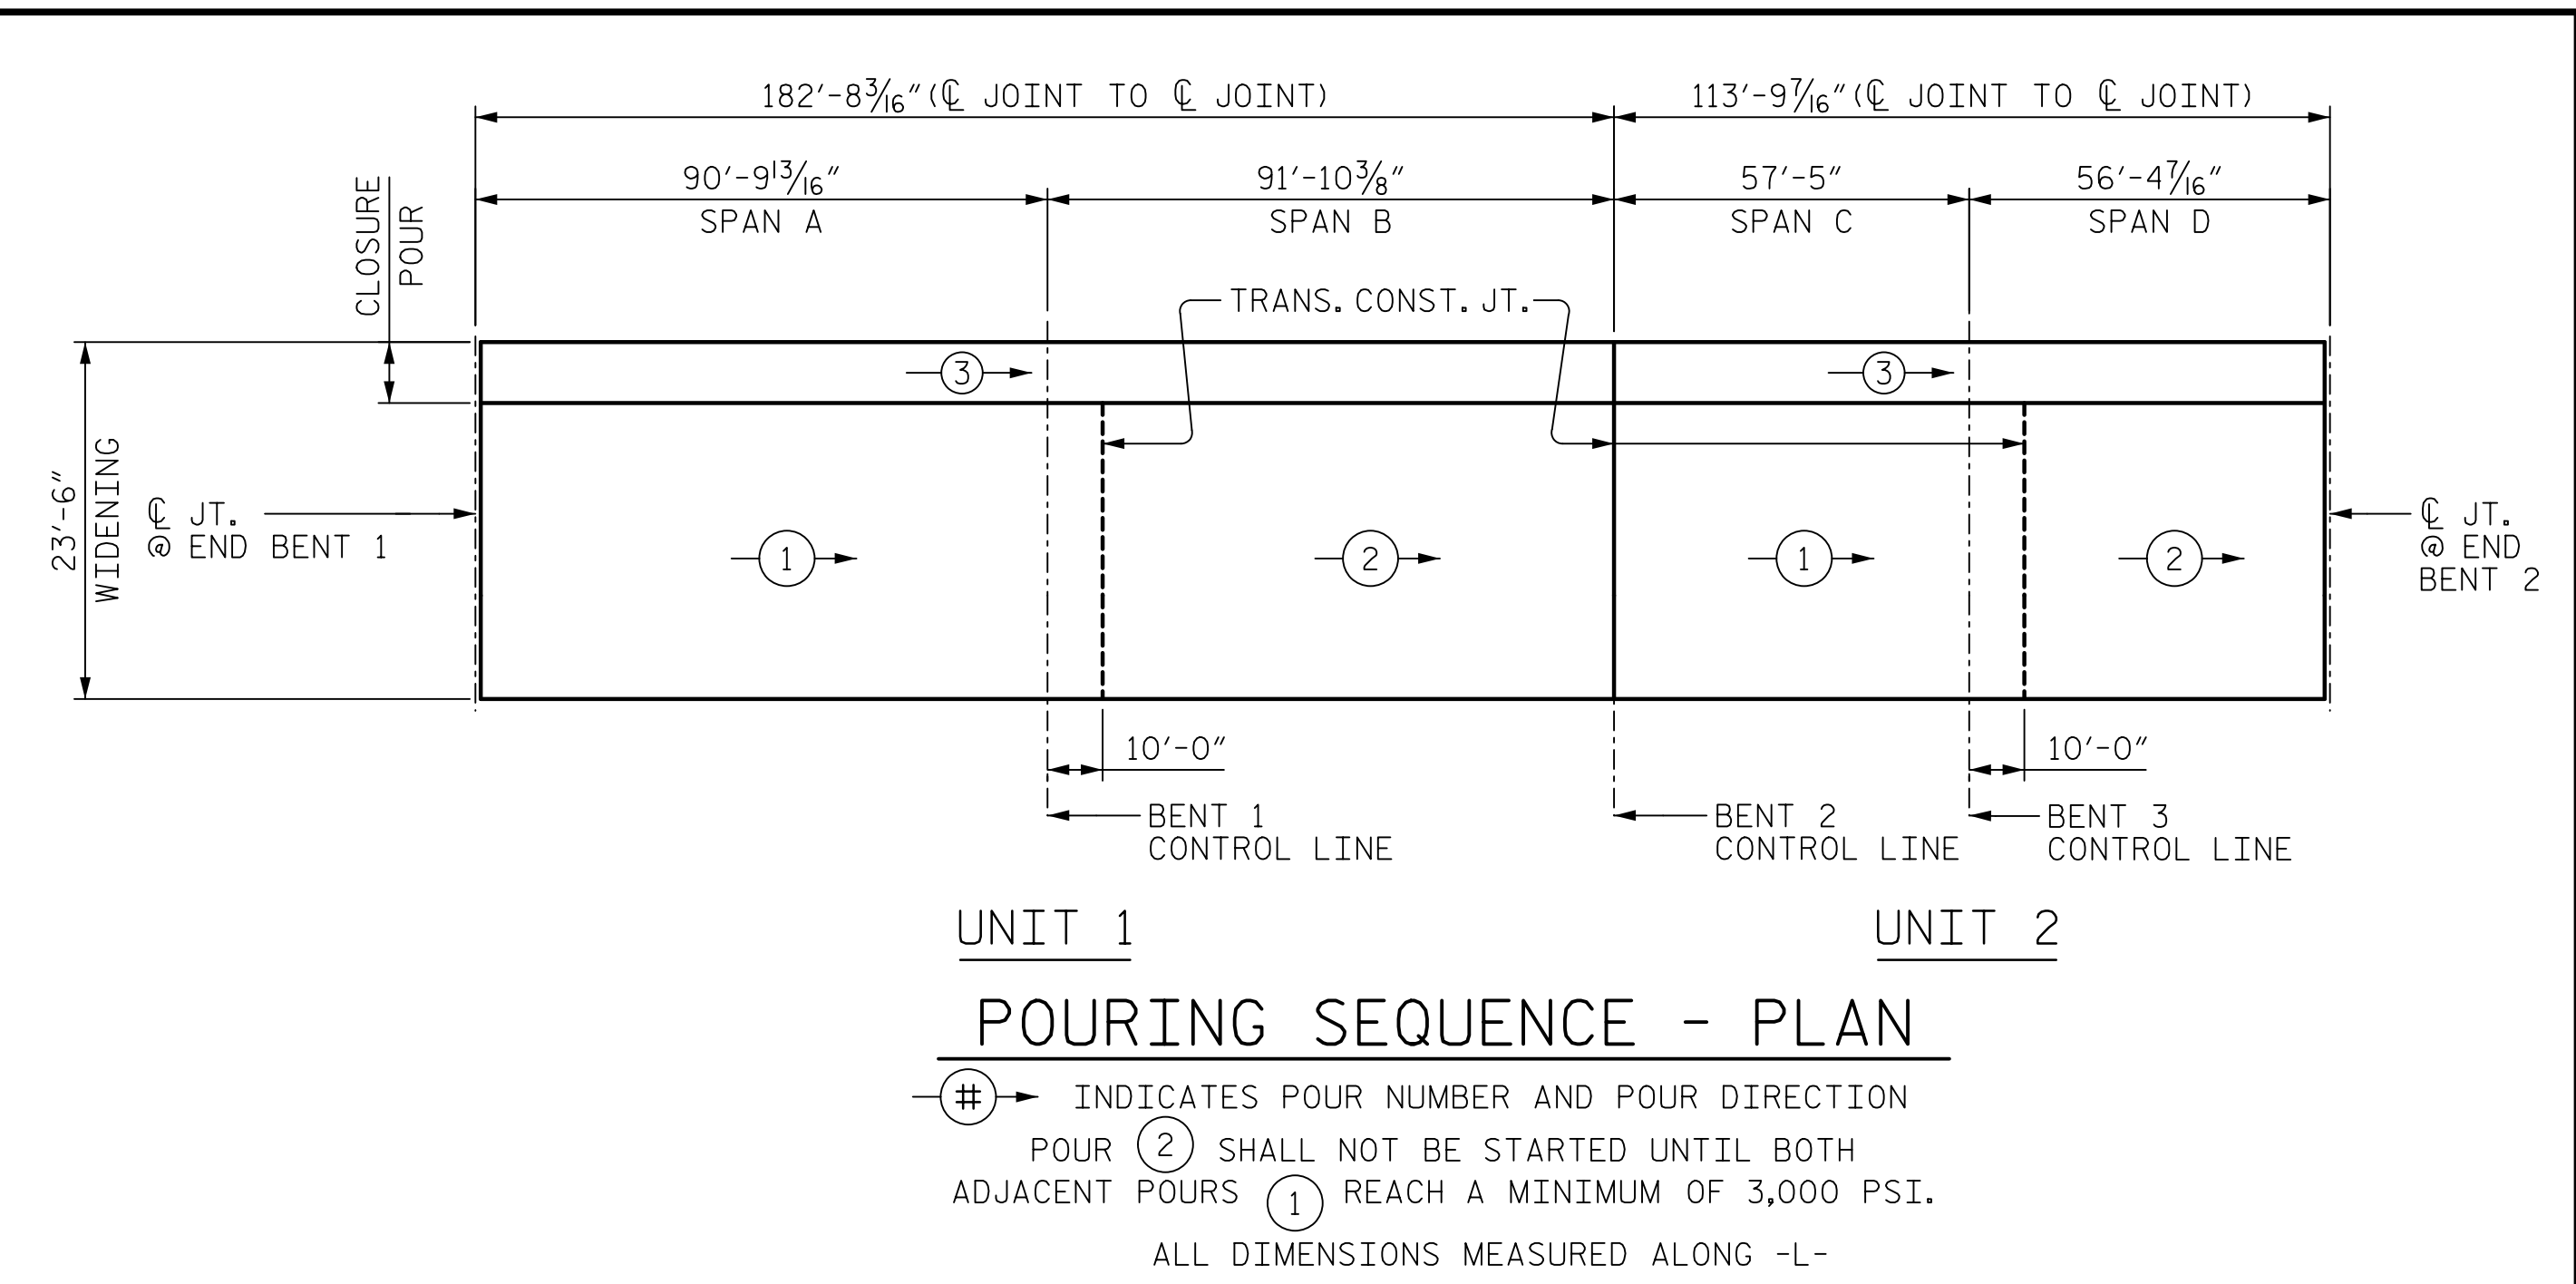 182′-8 3/16″ (℄ JOINT TO ℄ JOINT)
113′-9 7/16″ (℄ JOINT TO ℄ JOINT)
90′-9 13/16″
SPAN A
91′-10 3/8″
SPAN B
57′-5″
SPAN C
56′-4 7/16″
SPAN D
CLOSURE
POUR
TRANS. CONST. JT.
3
3
23′-6″
WIDENING
℄ JT.
@ END BENT 1
1
2
1
2
℄ JT.
@ END
BENT 2
10′-0″
10′-0″
BENT 1
CONTROL LINE
BENT 2
CONTROL LINE
BENT 3
CONTROL LINE
UNIT 1
UNIT 2
POURING SEQUENCE - PLAN
# INDICATES POUR NUMBER AND POUR DIRECTION
POUR 2 SHALL NOT BE STARTED UNTIL BOTH
ADJACENT POURS 1 REACH A MINIMUM OF 3,000 PSI.
ALL DIMENSIONS MEASURED ALONG -L-